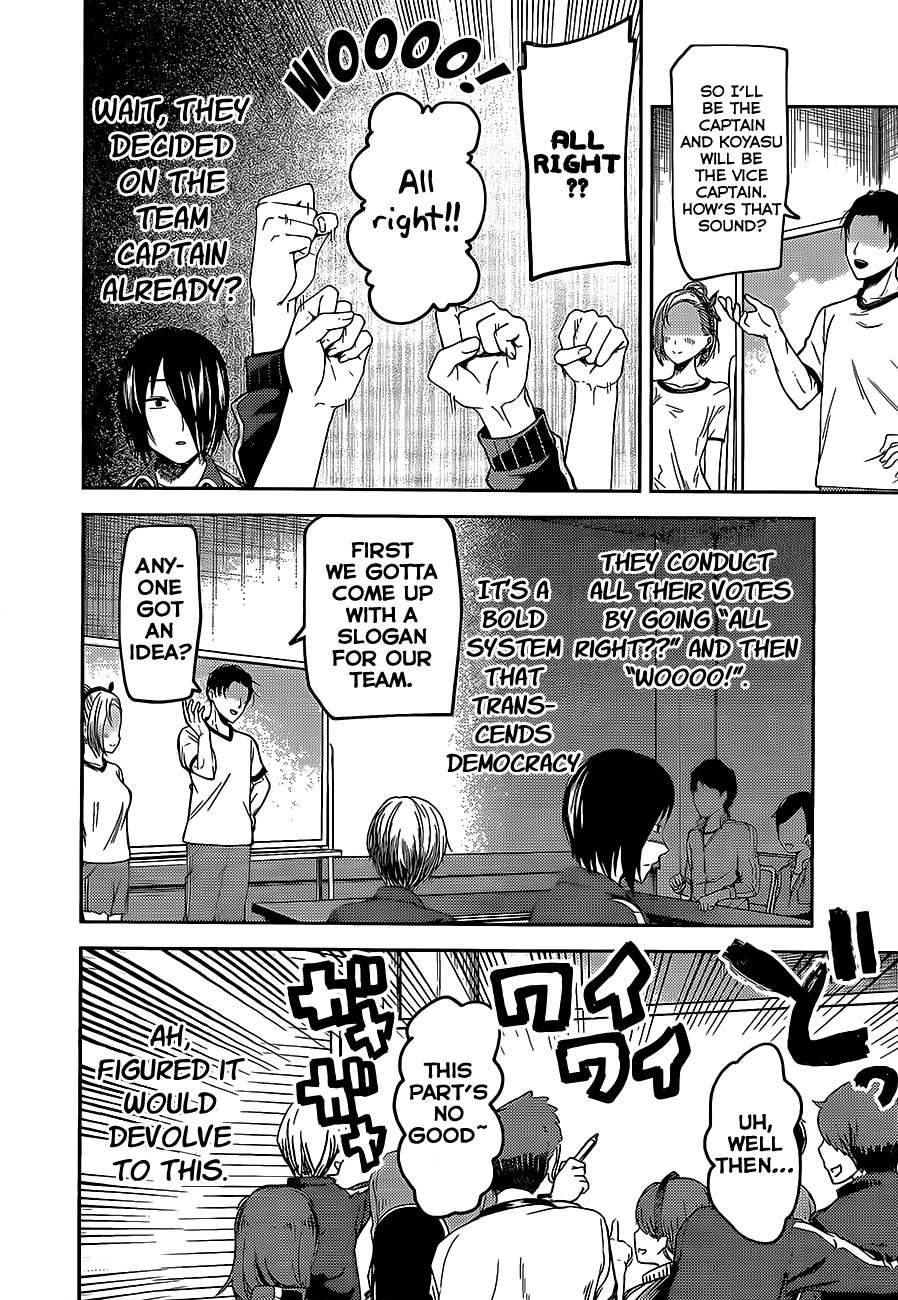 SO I'LL
BE THE
CAPTAIN
AND KOYASU
WILL BE
THE VICE
CAPTAIN.
HOW'S THAT
SOUND?
ALL
RIGHT
??
WOOOO!
All
right!!
WAIT, THEY
DECIDED
ON THE
TEAM
CAPTAIN
ALREADY?
THEY CONDUCT
ALL THEIR VOTES
BY GOING "ALL
RIGHT??" AND THEN
"WOOOO!".
IT'S A
BOLD
SYSTEM
THAT
TRANS-
CENDS
DEMOCRACY
FIRST
WE GOTTA
COME UP
WITH A
SLOGAN
FOR OUR
TEAM.
ANY-
ONE
GOT
AN
IDEA?
UH,
WELL
THEN...
ワイ
ワイ
THIS
PART'S
NO
GOOD~
ギャ
ギャ
AH,
FIGURED IT
WOULD
DEVOLVE
TO THIS.